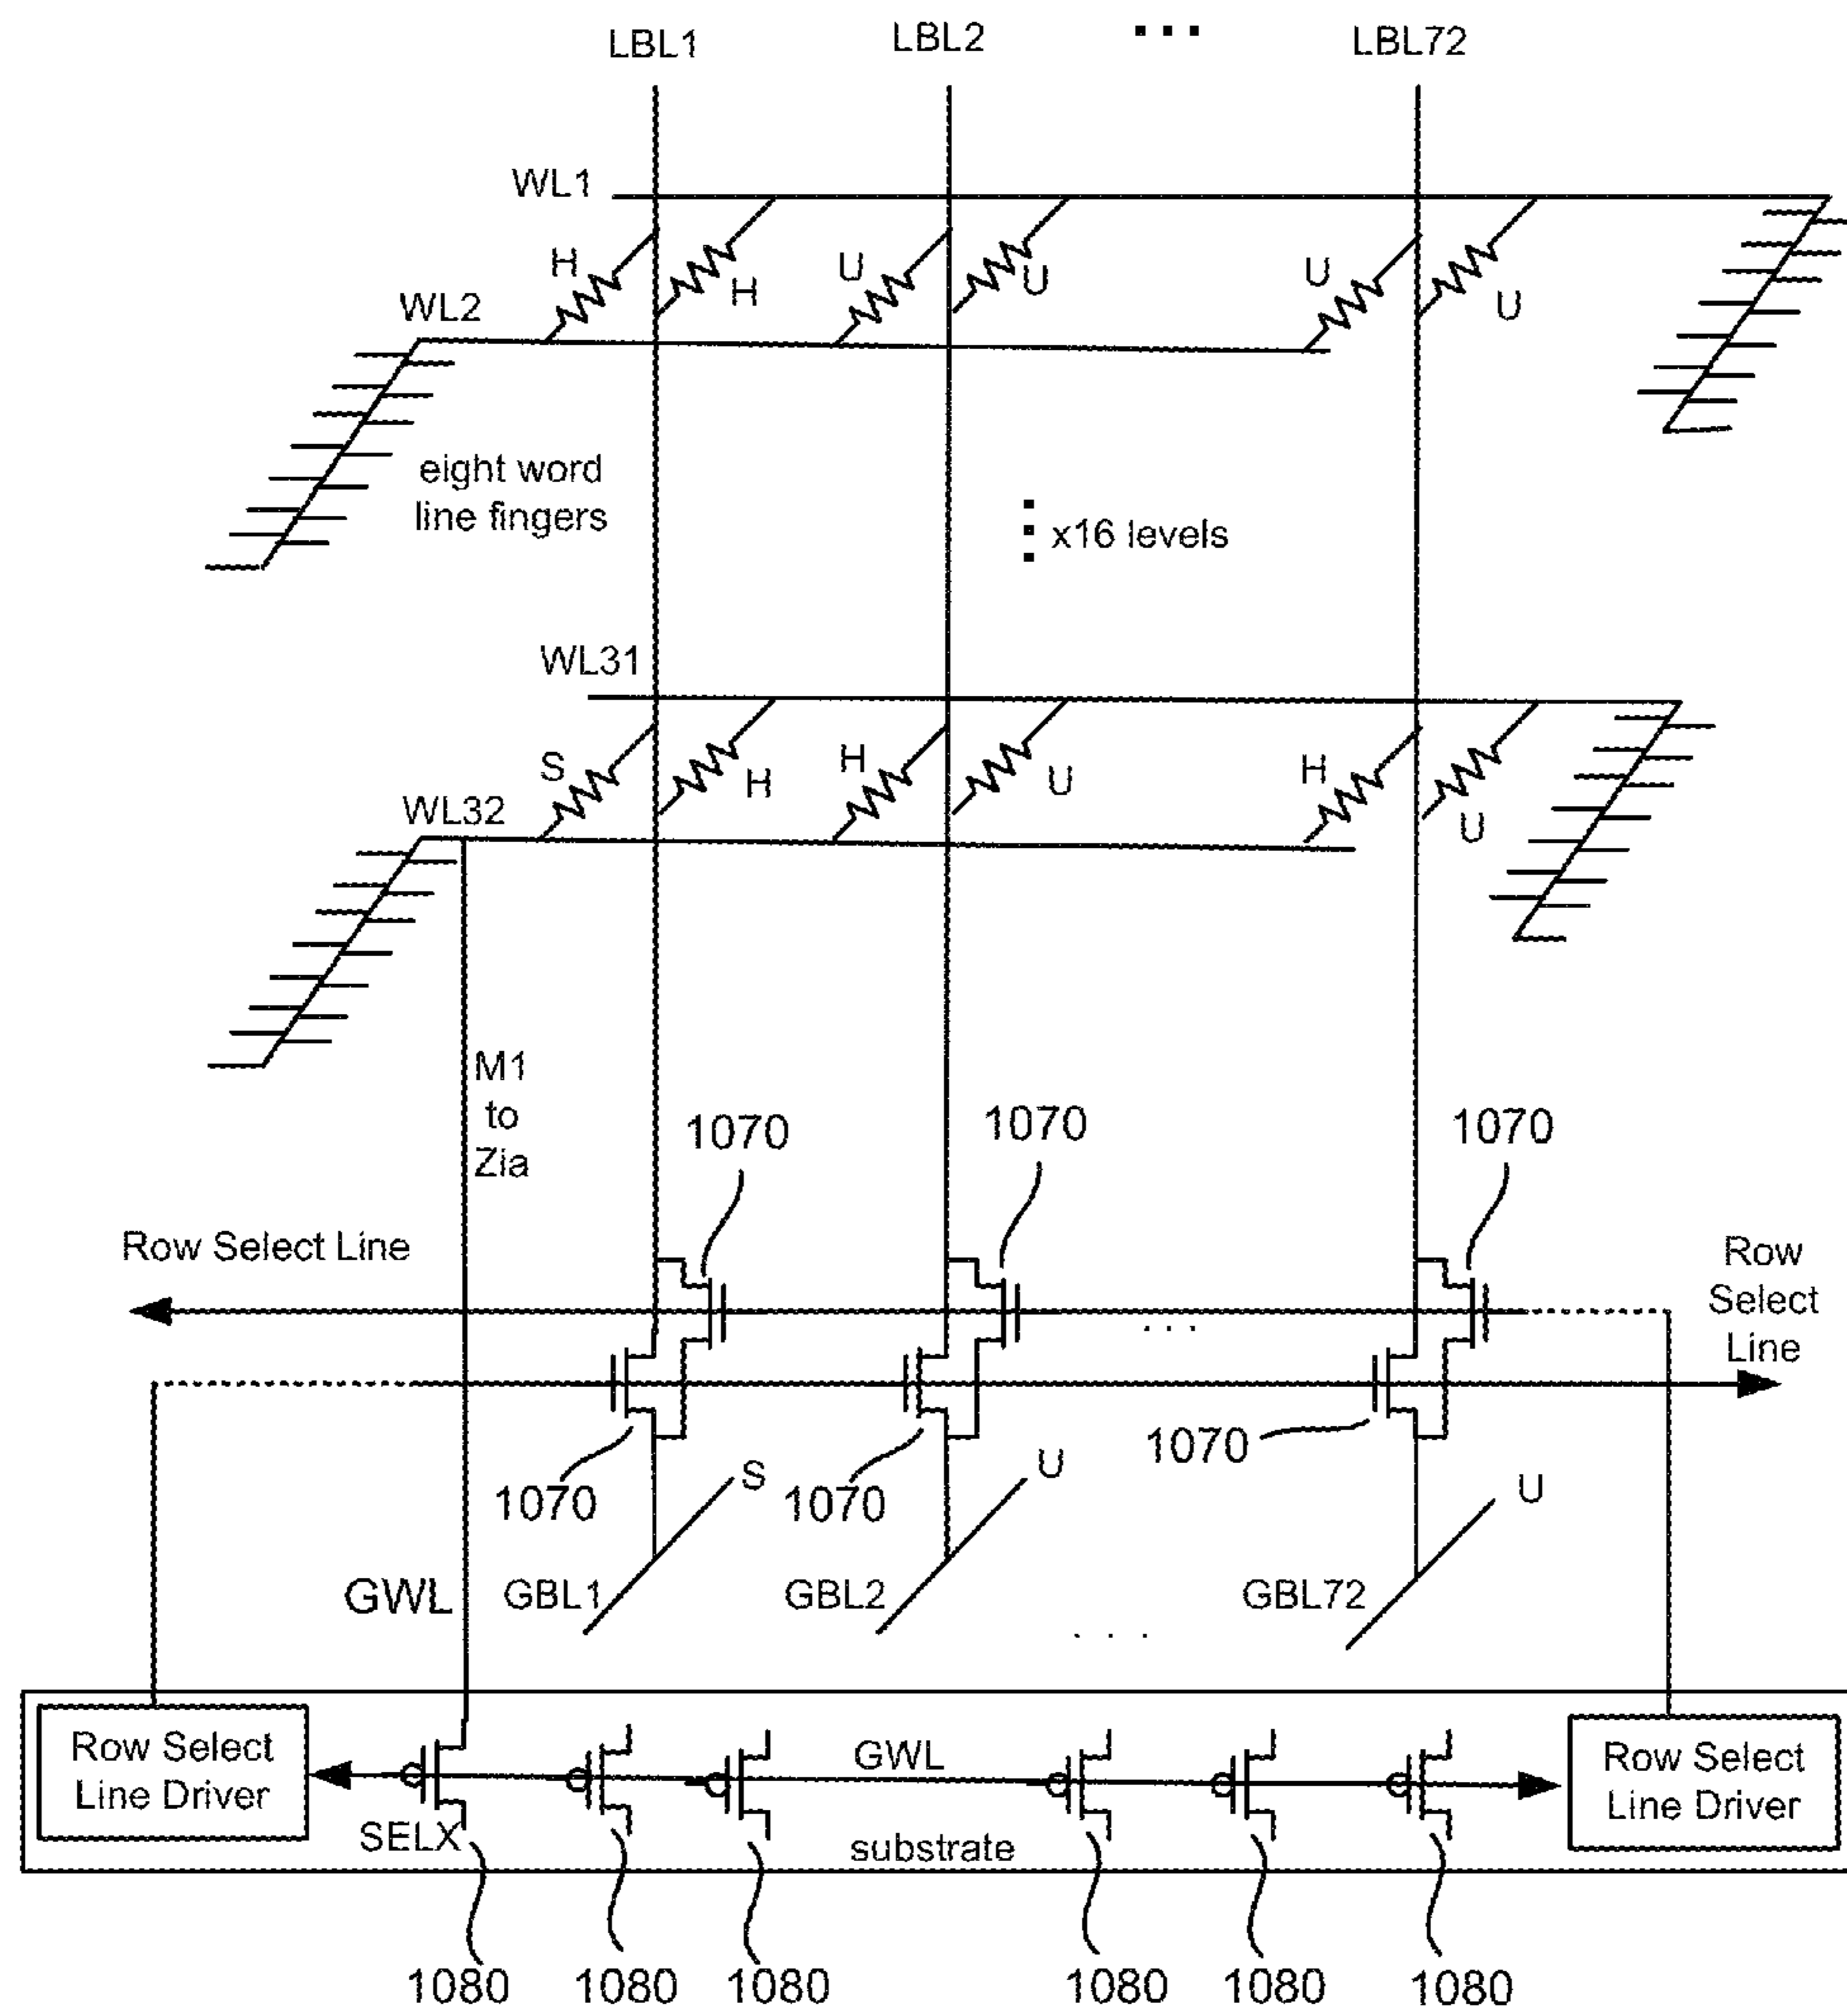 LBL1
LBL2
...
LBL72
WL1
H
H
U
U
U
U
WL2
eight word
line fingers
x16 levels
WL31
S
H
H
U
H
U
WL32
M1
to
Zia
1070
1070
1070
Row Select Line
Row
Select
Line
...
1070
1070
1070
S
U
U
GWL
GBL1
GBL2
GBL72
...
Row Select
Line Driver
GWL
Row Select
Line Driver
SELX
substrate
1080
1080
1080
1080
1080
1080